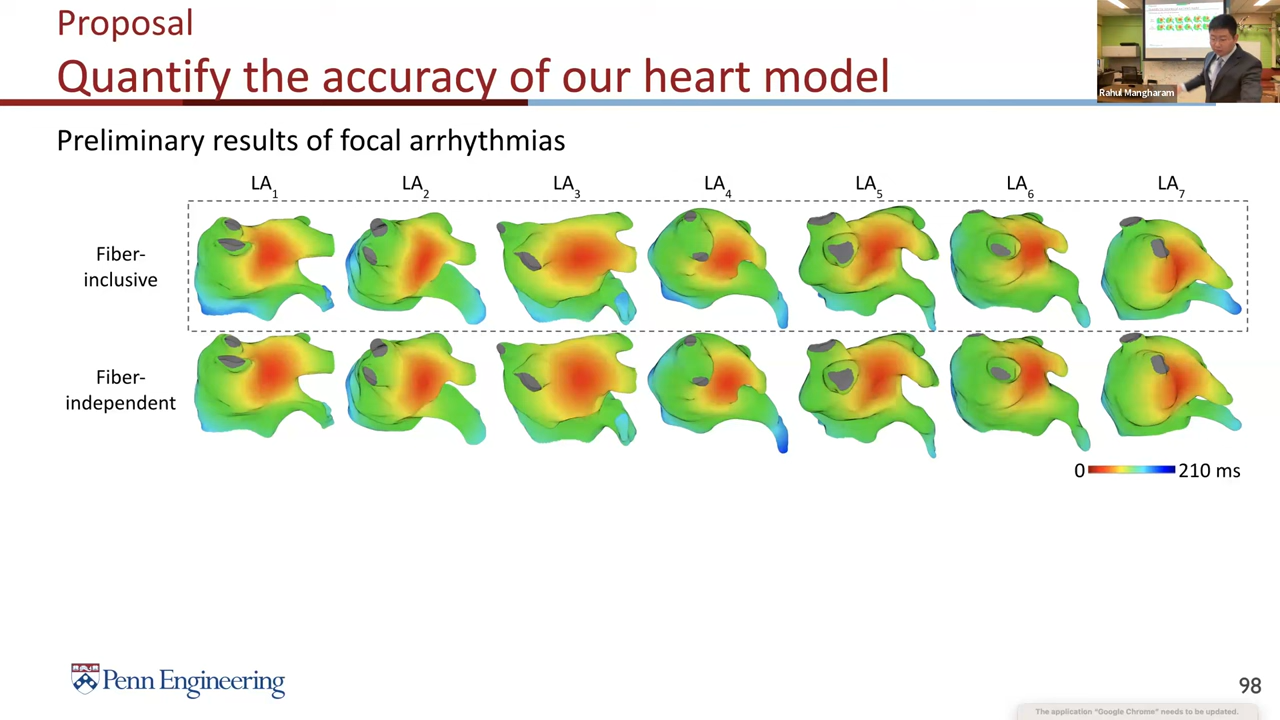 Proposal
Quantify the accuracy of our heart model
Rahul Mangharam
Preliminary results of focal arrhythmias
LA1 LA2 LA3 LA4 LA5 LA6 LA7
Fiber-
inclusive
Fiber-
independent
0 210 ms
Penn Engineering
98
The application “Google Chrome” needs to be updated.